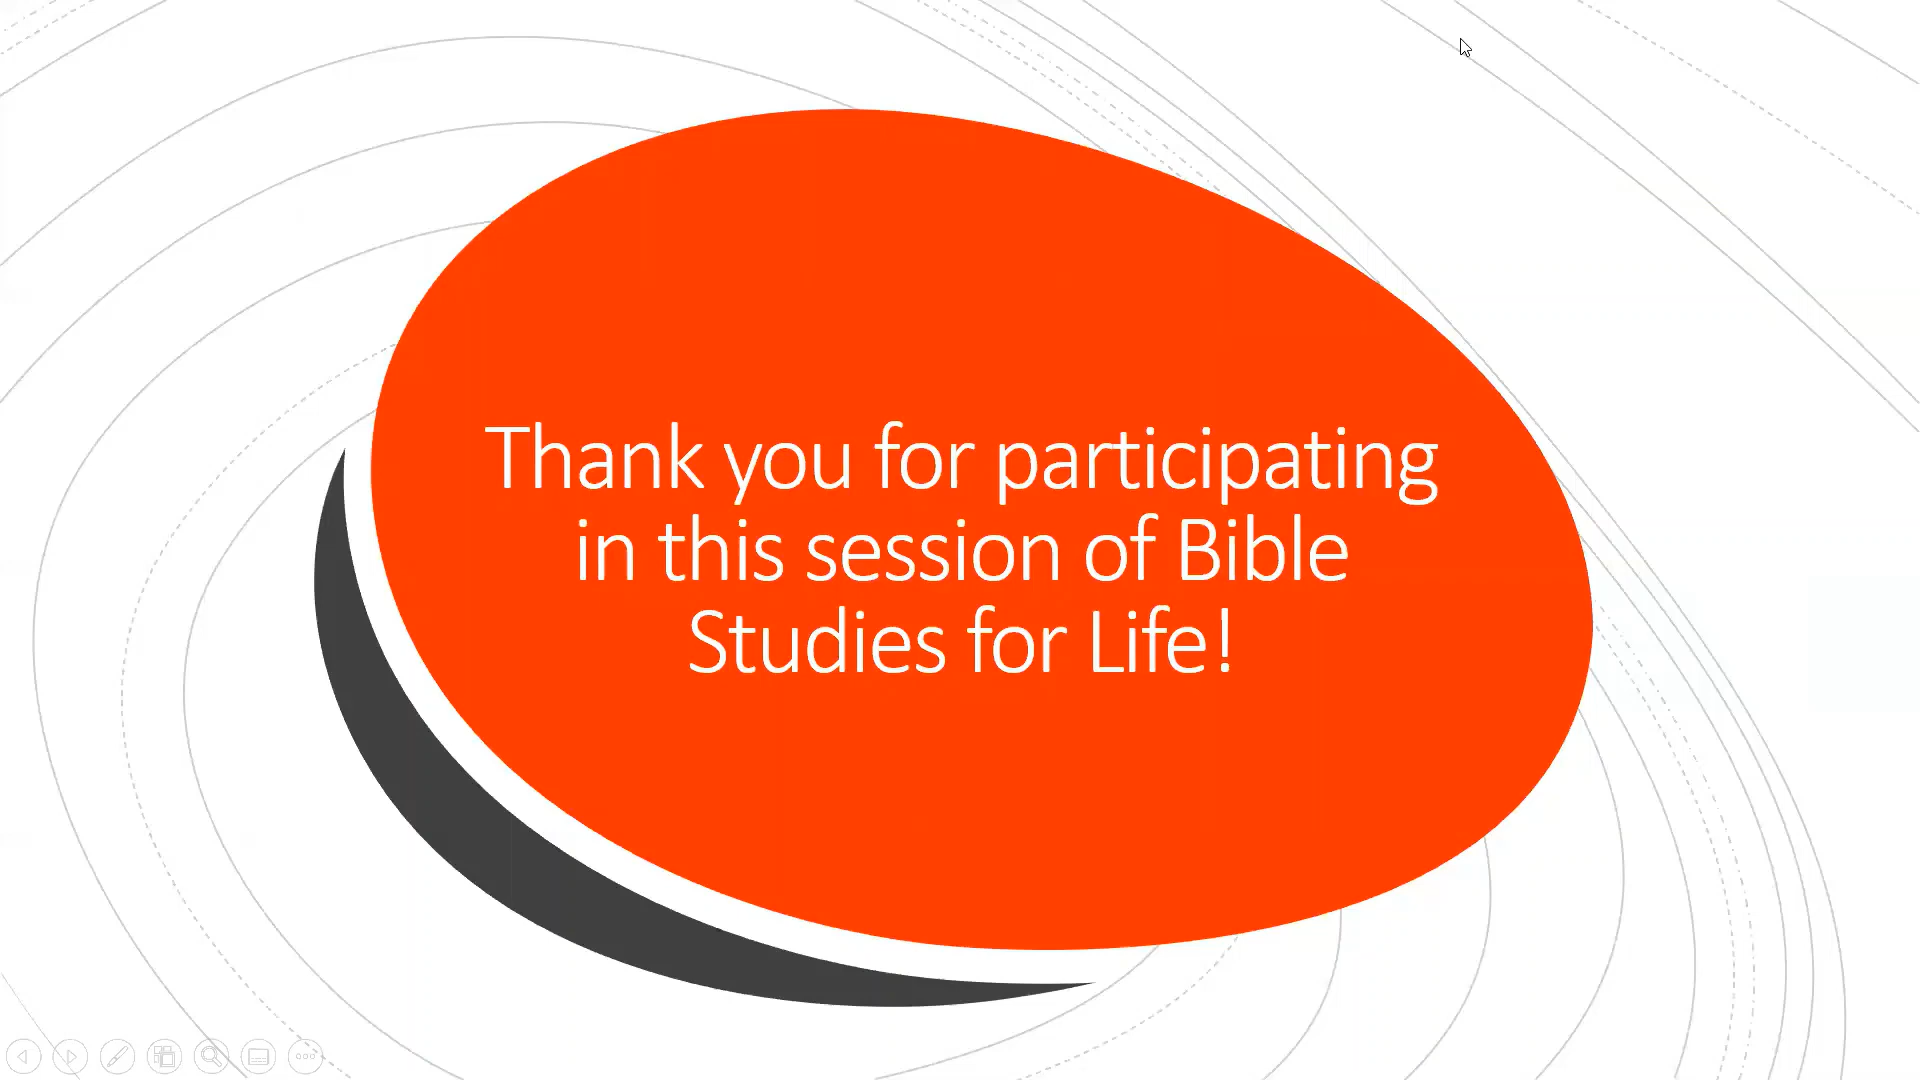 Thank you for participating
in this session of Bible
Studies for Life!